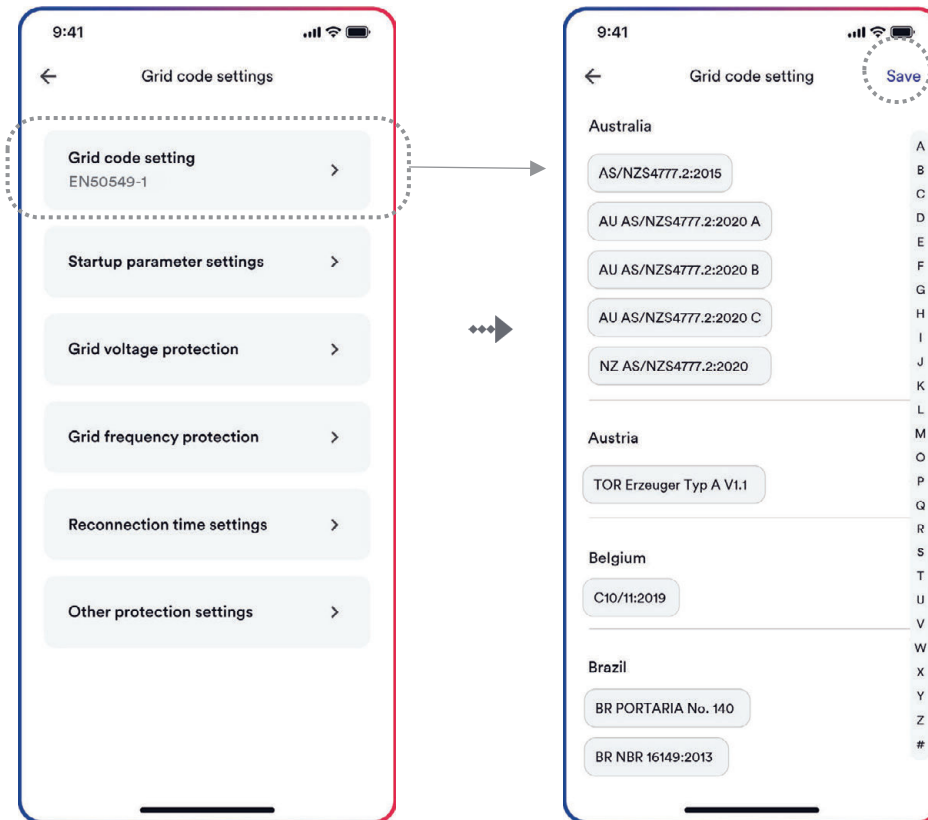 9:41
Grid code settings
Grid code setting
EN50549-1
Startup parameter settings
Grid voltage protection
Grid frequency protection
Reconnection time settings
Other protection settings
9:41
Grid code setting
Save
Australia
AS/NZS4777.2:2015
AU AS/NZS4777.2:2020 A
AU AS/NZS4777.2:2020 B
AU AS/NZS4777.2:2020 C
NZ AS/NZS4777.2:2020
Austria
TOR Erzeuger Typ A V1.1
Belgium
C10/11:2019
Brazil
BR PORTARIA No. 140
BR NBR 16149:2013
A
B
C
D
E
F
G
H
I
J
K
L
M
O
P
Q
R
S
T
U
V
W
X
Y
Z
#